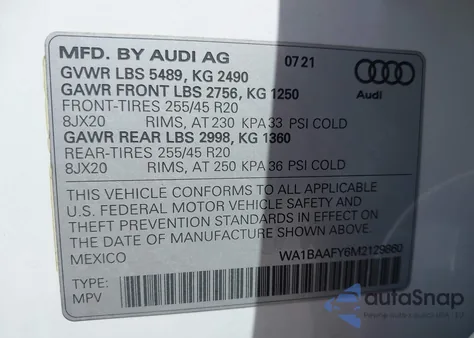 MFD. BY AUDI AG 07 21
GVWR LBS 5489, KG 2490
GAWR FRONT LBS 2756, KG 1250
FRONT-TIRES 255/45 R20
8JX20 RIMS, AT 230 KPA 33 PSI COLD
GAWR REAR LBS 2998, KG 1360
REAR-TIRES 255/45 R20
8JX20 RIMS, AT 250 KPA 36 PSI COLD
Audi
THIS VEHICLE CONFORMS TO ALL APPLICABLE
U.S. FEDERAL MOTOR VEHICLE SAFETY AND
THEFT PREVENTION STANDARDS IN EFFECT ON
THE DATE OF MANUFACTURE SHOWN ABOVE.
MEXICO WA1BAAFY6M2129860
TYPE:
MPV
autoSnap